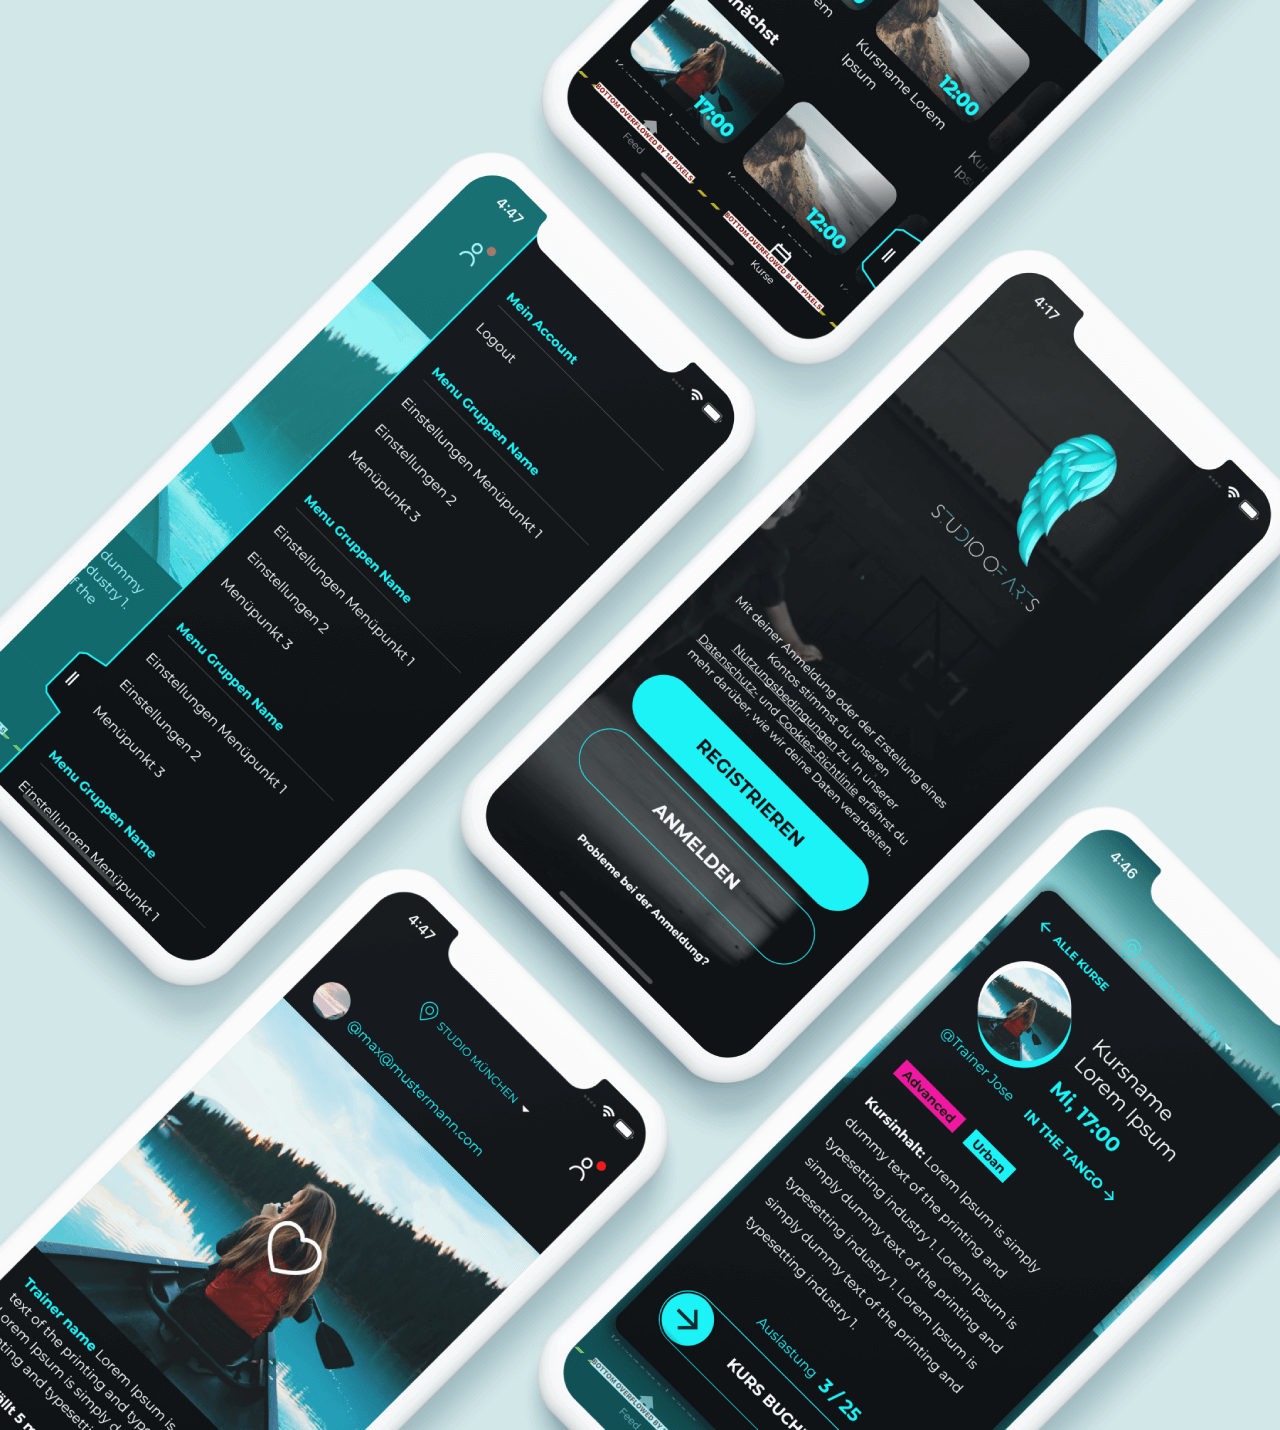 nächst
17:00
12:00
Kursname Lorem
Ipsum
12:00
BOTTOM OVERFLOWED BY 18 PIXELS
BOTTOM OVERFLOWED BY 18 PIXELS
Feed
Kurse
4:47
Mein Account
Logout
Menu Gruppen Name
Einstellungen Menüpunkt 1
Einstellungen 2
Menüpunkt 3
Menu Gruppen Name
Einstellungen Menüpunkt 1
Einstellungen 2
Menüpunkt 3
Menu Gruppen Name
Einstellungen Menüpunkt 1
Einstellungen 2
Menüpunkt 3
Menu Gruppen Name
Einstellungen Menüpunkt 1
dummy
dustry 1.
f the
4:17
STUDIO OF ARTS
Mit deiner Anmeldung oder der Erstellung eines
Kontos stimmst du unseren
Nutzungsbedingungen zu. In unserer
Datenschutz- und Cookies-Richtlinie erfährst du
mehr darüber, wie wir deine Daten verarbeiten.
REGISTRIEREN
ANMELDEN
Probleme bei der Anmeldung?
4:47
STUDIO MÜNCHEN
@max@mustermann.com
Trainer name Lorem Ipsum is
text of the printing and type
orem Ipsum is simply d
ting and typesetti
ällt 5 m
4:46
ALLE KURSE
@Trainer Jose
Kursname
Lorem Ipsum
Mi, 17:00
IN THE TANGO
Advanced
Urban
Kursinhalt: Lorem Ipsum is simply
dummy text of the printing and
typesetting industry 1. Lorem Ipsum is
simply dummy text of the printing and
typesetting industry 1. Lorem Ipsum is
simply dummy text of the printing and
typesetting industry 1.
Auslastung 3 / 25
KURS BUCH
BOTTOM OVERFLOWED BY
Feed